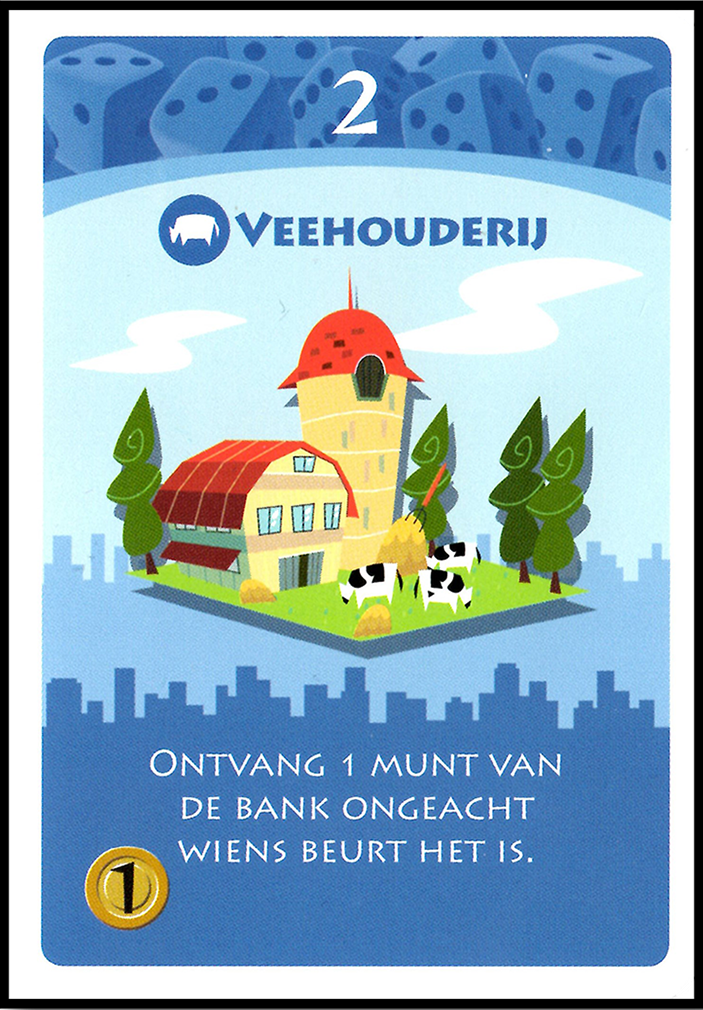 2
VEEHOUDERIJ
ONTVANG 1 MUNT VAN
DE BANK ONGEACHT
WIENS BEURT HET IS.
1